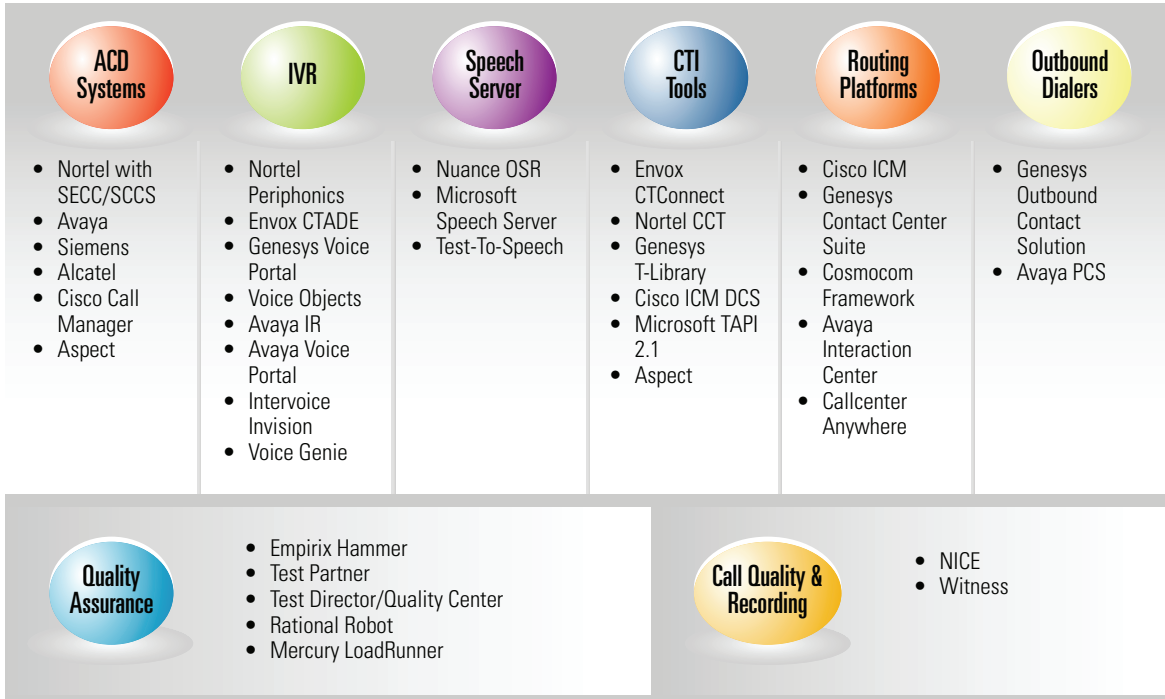 ACD
Systems
• Nortel with
SECC/SCCS
• Avaya
• Siemens
• Alcatel
• Cisco Call
Manager
• Aspect
IVR
• Nortel
Periphonics
• Envox CTADE
• Genesys Voice
Portal
• Voice Objects
• Avaya IR
• Avaya Voice
Portal
• Intervoice
Invision
• Voice Genie
Speech
Server
• Nuance OSR
• Microsoft
Speech Server
• Test-To-Speech
CTI
Tools
• Envox
CTConnect
• Nortel CCT
• Genesys
T-Library
• Cisco ICM DCS
• Microsoft TAPI
2.1
• Aspect
Routing
Platforms
• Cisco ICM
• Genesys
Contact Center
Suite
• Cosmocom
Framework
• Avaya
Interaction
Center
• Callcenter
Anywhere
Outbound
Dialers
• Genesys
Outbound
Contact
Solution
• Avaya PCS
Quality
Assurance
• Empirix Hammer
• Test Partner
• Test Director/Quality Center
• Rational Robot
• Mercury LoadRunner
Call Quality &
Recording
• NICE
• Witness